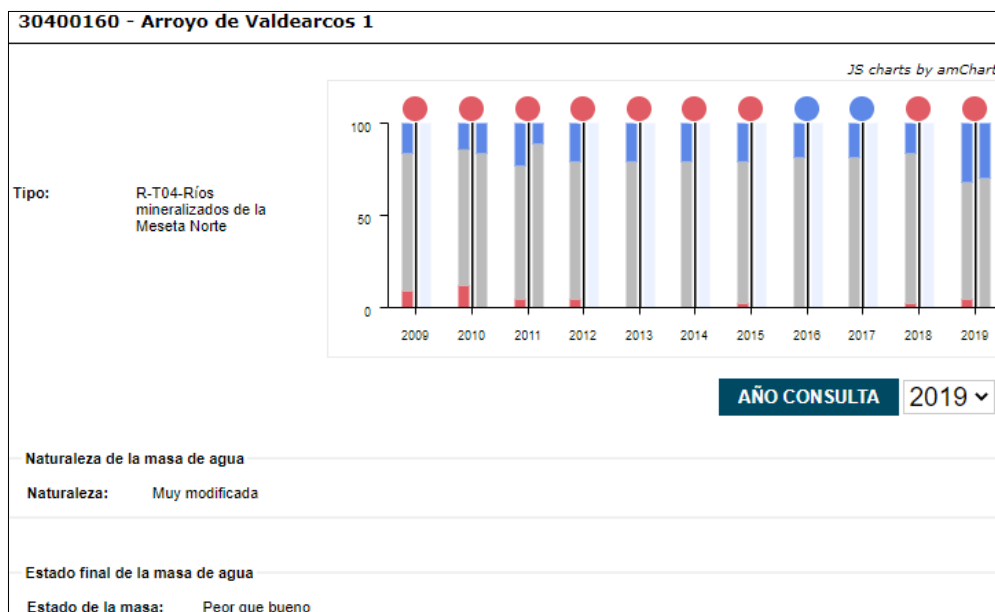 30400160 - Arroyo de Valdearcos 1
JS charts by amChart
100
50
0
2009 2010 2011 2012 2013 2014 2015 2016 2017 2018 2019
Tipo: R-T04-Ríos
mineralizados de la
Meseta Norte
AÑO CONSULTA 2019
Naturaleza de la masa de agua
Naturaleza: Muy modificada
Estado final de la masa de agua
Estado de la masa: Peor que bueno